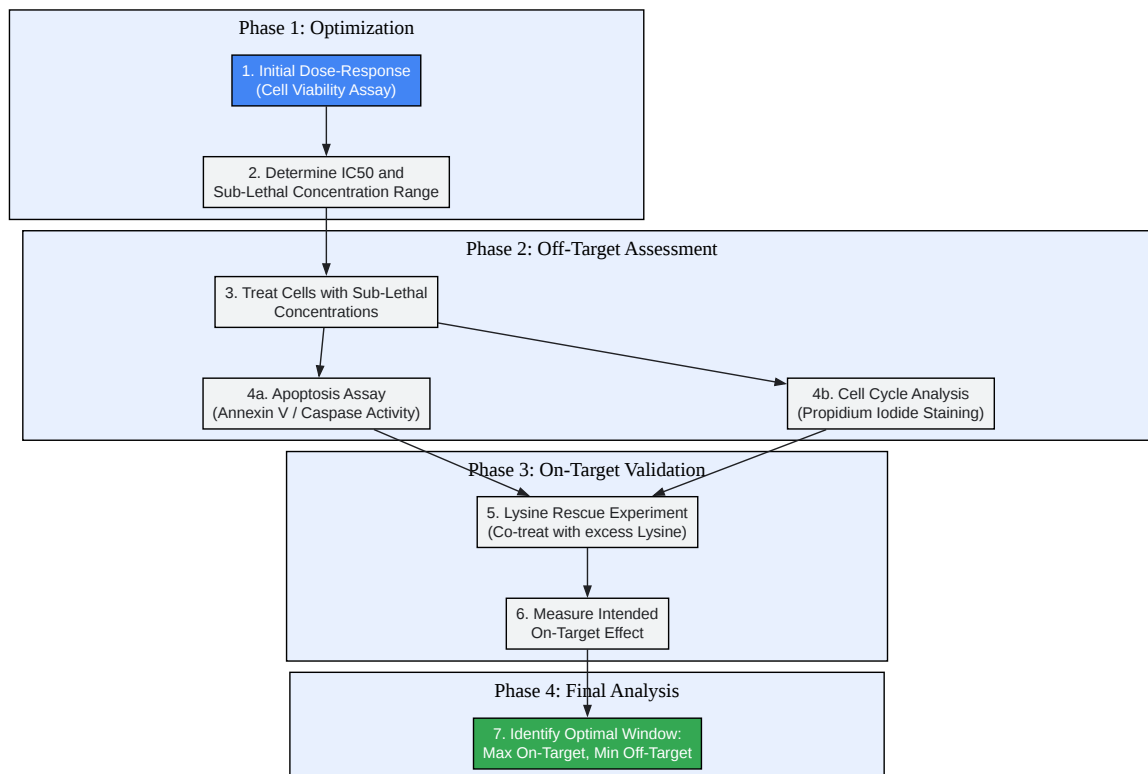 Phase 1: Optimization
1. Initial Dose-Response
(Cell Viability Assay)
2. Determine IC50 and
Sub-Lethal Concentration Range
Phase 2: Off-Target Assessment
3. Treat Cells with Sub-Lethal
Concentrations
4a. Apoptosis Assay
(Annexin V / Caspase Activity)
4b. Cell Cycle Analysis
(Propidium Iodide Staining)
Phase 3: On-Target Validation
5. Lysine Rescue Experiment
(Co-treat with excess Lysine)
6. Measure Intended
On-Target Effect
Phase 4: Final Analysis
7. Identify Optimal Window:
Max On-Target, Min Off-Target